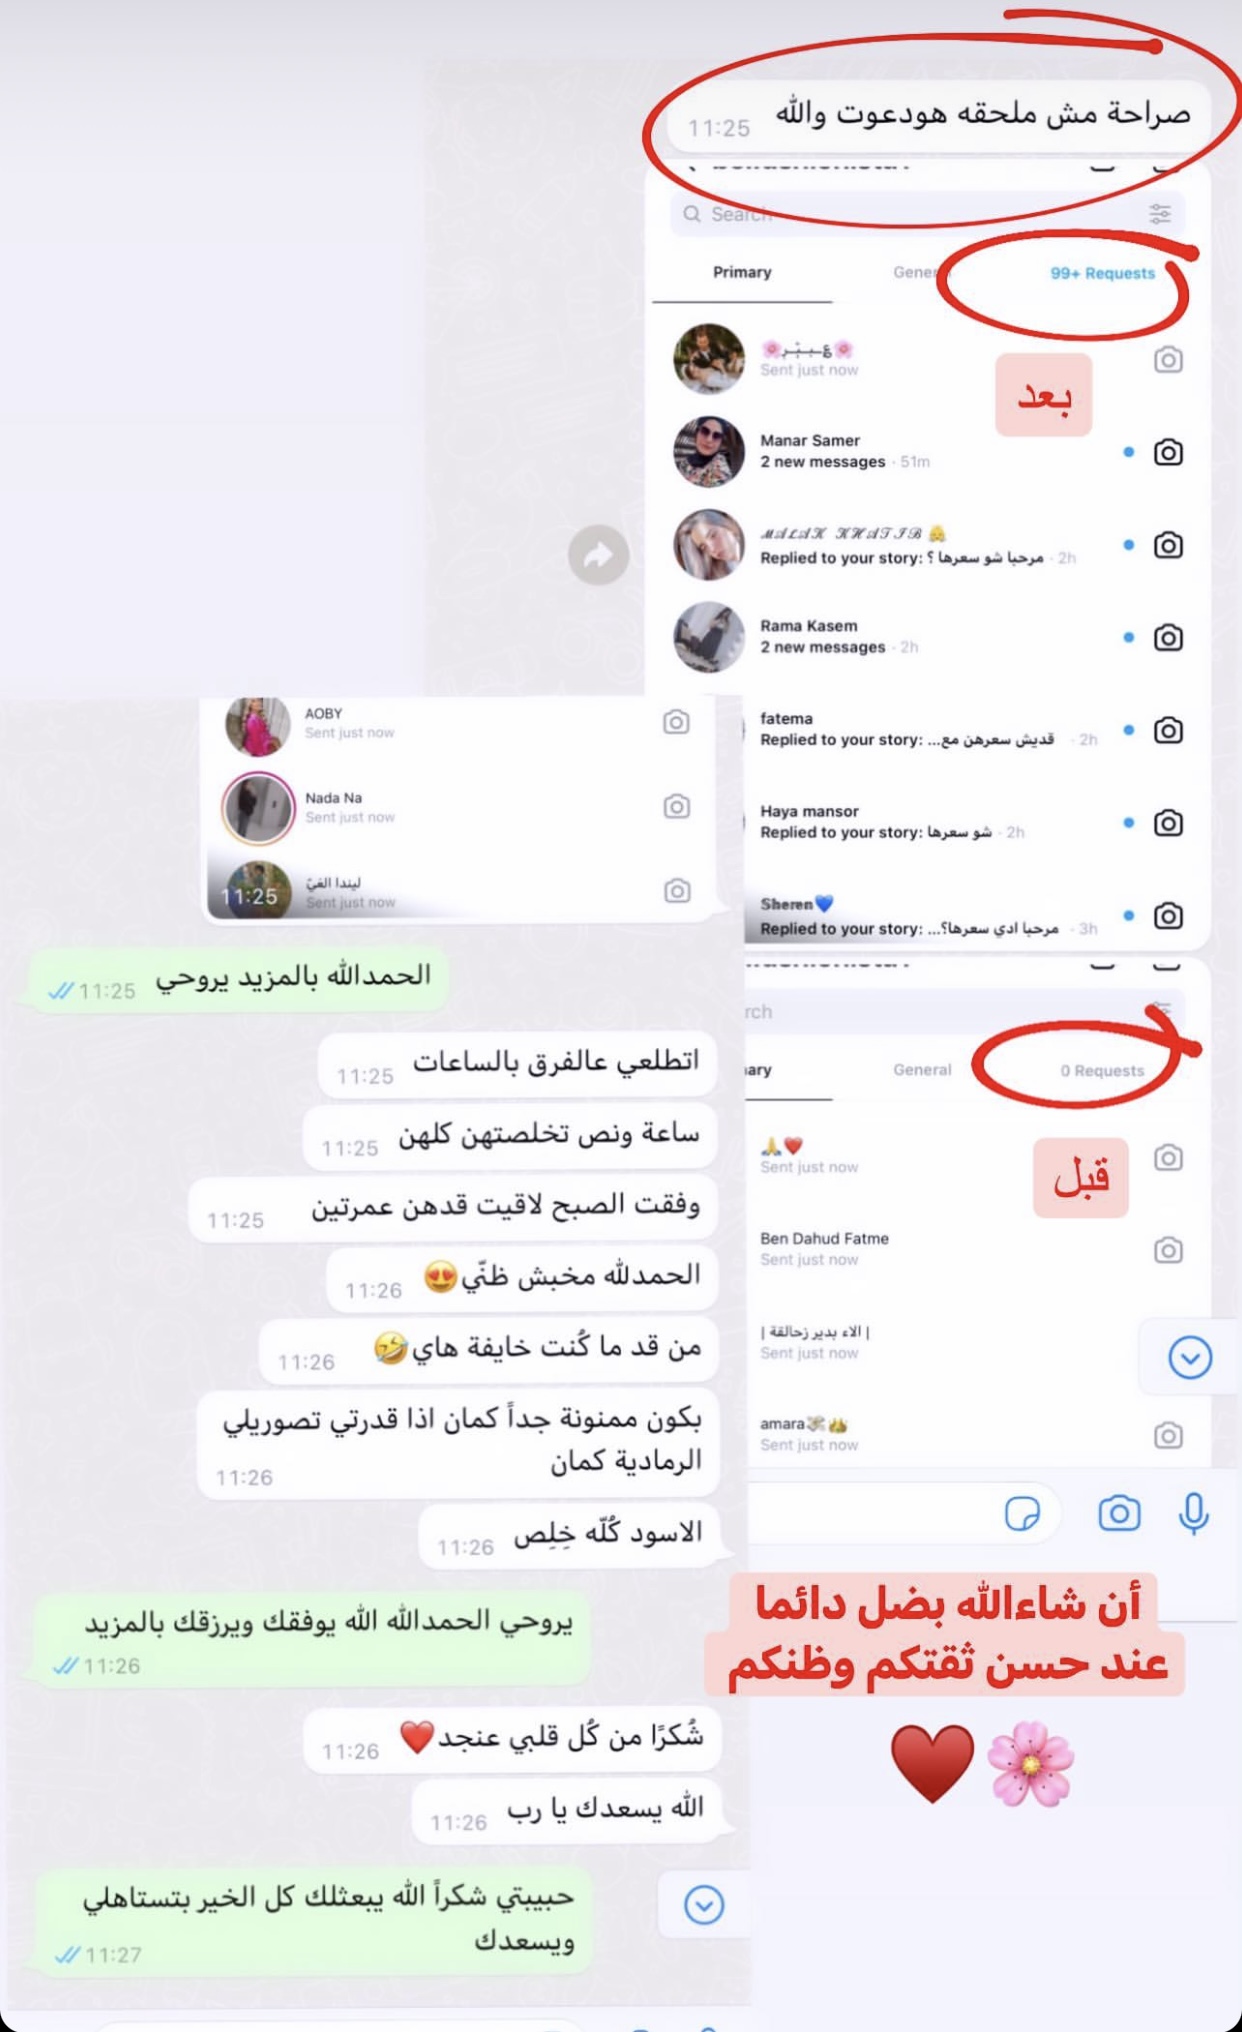 صراحة مش ملحقه هودعوت والله
11:25
Search
Primary
General
99+ Requests
Sent just now
بعد
Manar Samer
2 new messages · 51m
MALAK KHATIB 👸
Replied to your story: مرحبا شو سعرها ؟ · 2h
Rama Kasem
2 new messages · 2h
fatema
Replied to your story: قديش سعرهن مع... · 2h
Haya mansor
Replied to your story: شو سعرها · 2h
Sheren💙
Replied to your story: مرحبا ادي سعرها؟... · 3h
rch
ary
General
0 Requests
🙏❤️
Sent just now
قبل
Ben Dahud Fatme
Sent just now
| الاء بدير زحالقة |
Sent just now
amara
Sent just now
AOBY
Sent just now
Nada Na
Sent just now
ليندا الغيّ
Sent just now
11:25
الحمدالله بالمزيد يروحي
11:25
اتطلعي عالفرق بالساعات
11:25
ساعة ونص تخلصتهن كلهن
11:25
وفقت الصبح لاقيت قدهن عمرتين
11:25
الحمدلله مخبش ظنّي😍
11:26
من قد ما كُنت خايفة هاي🤣
11:26
بكون ممنونة جداً كمان اذا قدرتي تصوريلي
الرمادية كمان
11:26
الاسود كُلّه خِلِص
11:26
يروحي الحمدالله الله يوفقك ويرزقك بالمزيد
11:26
شُكرًا من كُل قلبي عنجد❤️
11:26
الله يسعدك يا رب
11:26
حبيبتي شكراً الله يبعثلك كل الخير بتستاهلي
ويسعدك
11:27
أن شاءالله بضل دائما
عند حسن ثقتكم وظنكم
♥️🌸